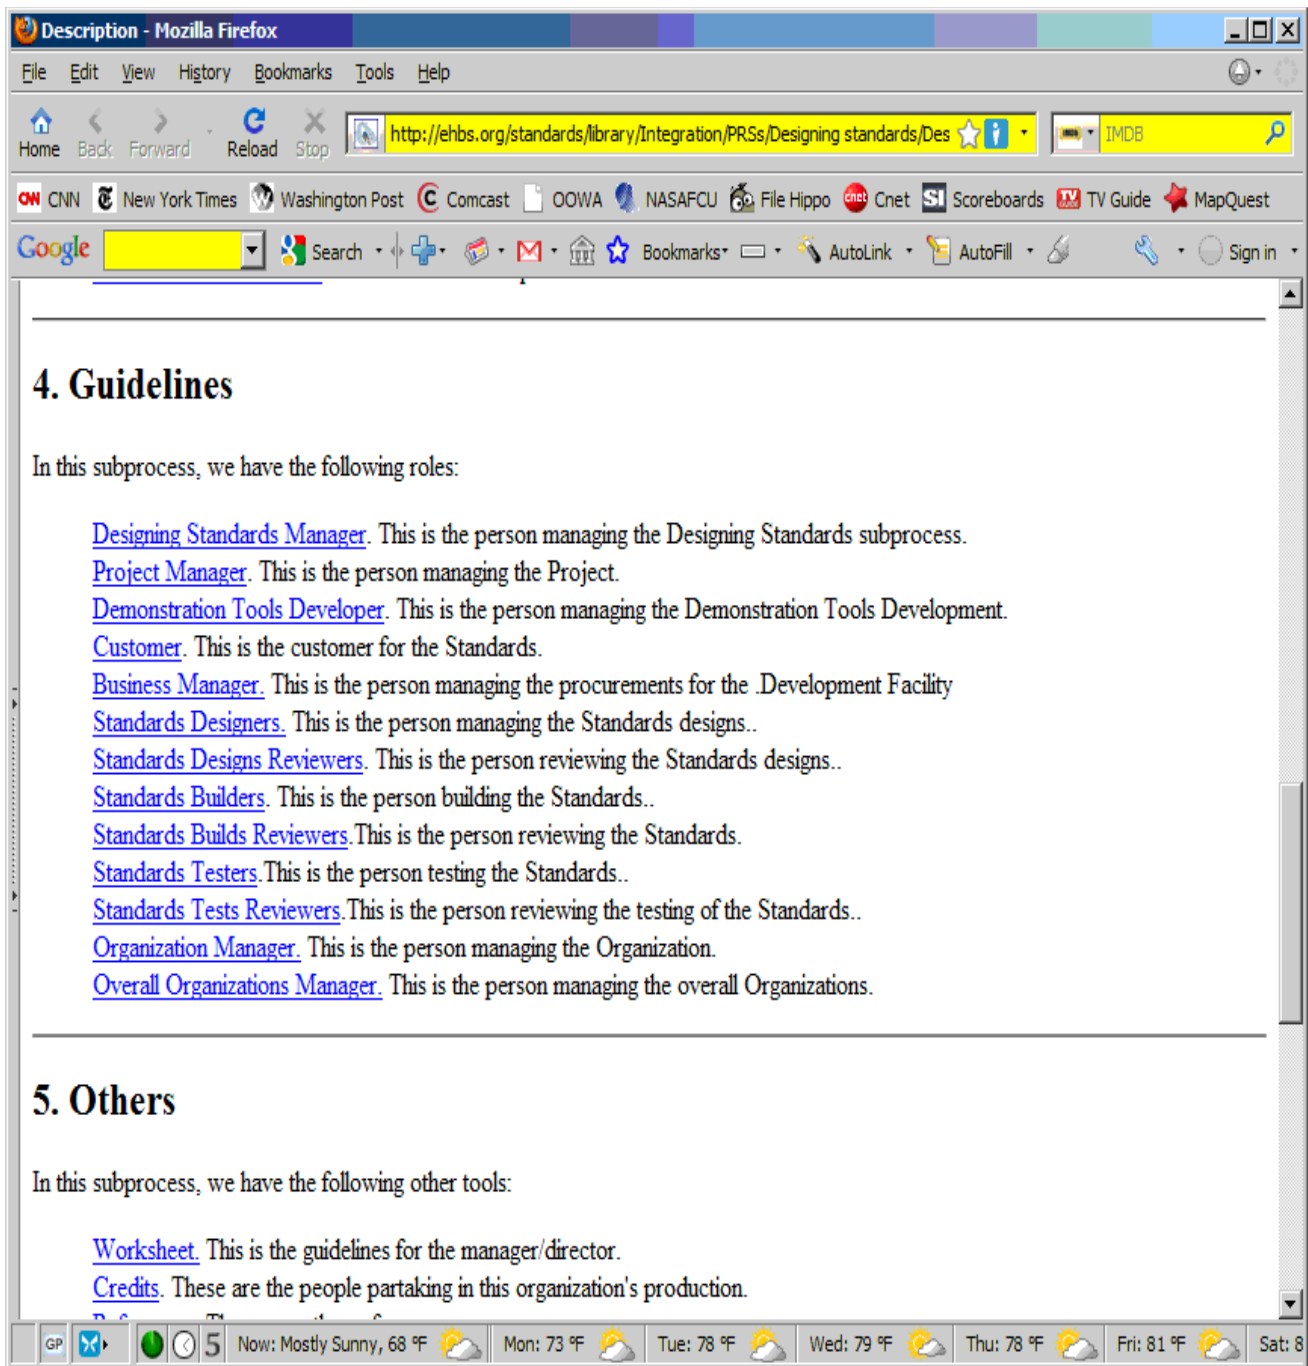 Description - Mozilla Firefox
File Edit View History Bookmarks Tools Help
Home Back Forward Reload Stop http://ehbs.org/standards/library/Integration/PRSs/Designing standards/Des IMDB
CNN New York Times Washington Post Comcast OOWA NASAFCU File Hippo Cnet Scoreboards TV Guide MapQuest
Google Search Bookmarks AutoLink AutoFill Sign in
4. Guidelines
In this subprocess, we have the following roles:
Designing Standards Manager. This is the person managing the Designing Standards subprocess.
Project Manager. This is the person managing the Project.
Demonstration Tools Developer. This is the person managing the Demonstration Tools Development.
Customer. This is the customer for the Standards.
Business Manager. This is the person managing the procurements for the .Development Facility
Standards Designers. This is the person managing the Standards designs..
Standards Designs Reviewers. This is the person reviewing the Standards designs..
Standards Builders. This is the person building the Standards..
Standards Builds Reviewers.This is the person reviewing the Standards.
Standards Testers.This is the person testing the Standards..
Standards Tests Reviewers.This is the person reviewing the testing of the Standards..
Organization Manager. This is the person managing the Organization.
Overall Organizations Manager. This is the person managing the overall Organizations.
5. Others
In this subprocess, we have the following other tools:
Worksheet. This is the guidelines for the manager/director.
Credits. These are the people partaking in this organization's production.
GP 5 Now: Mostly Sunny, 68 °F Mon: 73 °F Tue: 78 °F Wed: 79 °F Thu: 78 °F Fri: 81 °F Sat: 8